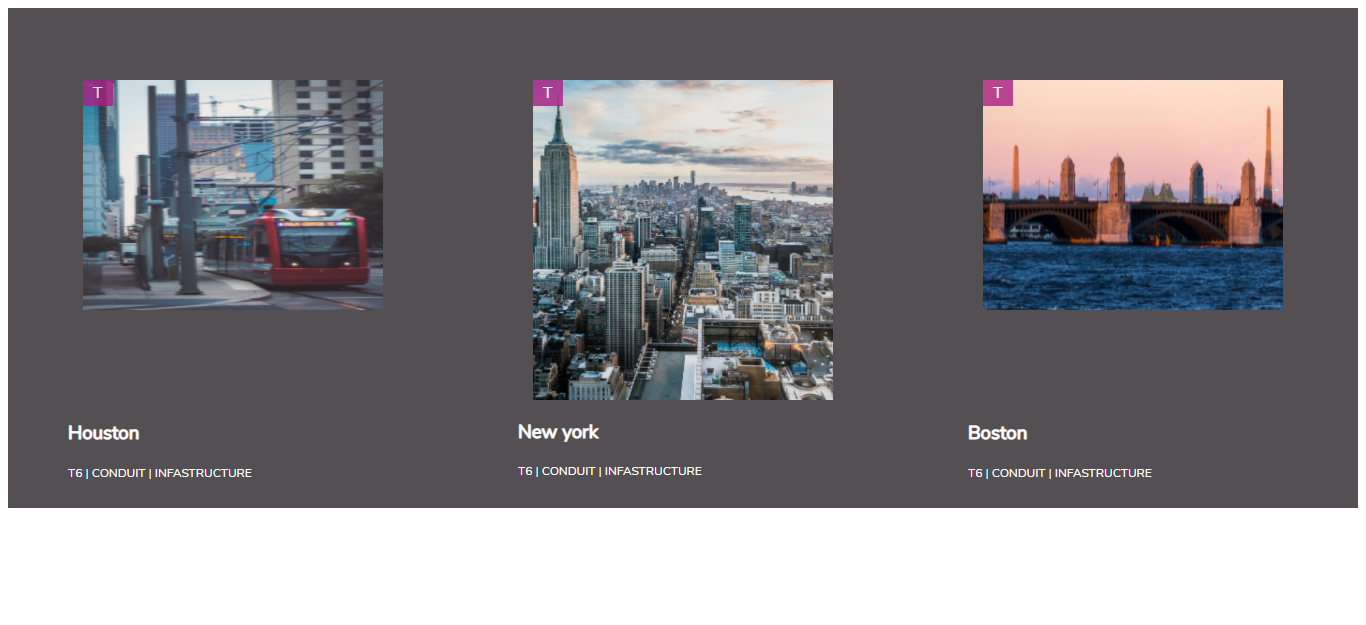 T
T
T
Houston
New york
Boston
T6 | CONDUIT | INFASTRUCTURE
T6 | CONDUIT | INFASTRUCTURE
T6 | CONDUIT | INFASTRUCTURE